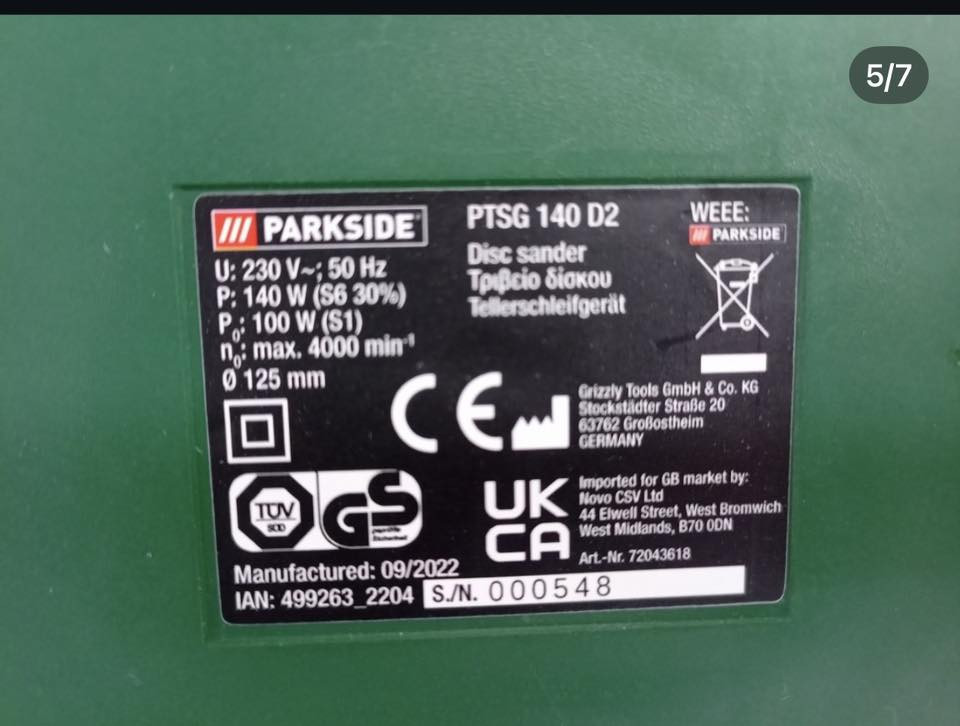 5/7
PARKSIDE
U: 230 V~; 50 Hz
P: 140 W (S6 30%)
P₀: 100 W (S1)
n₀: max. 4000 min⁻¹
Ø 125 mm
PTSG 140 D2
Disc sander
Τριβείο δίσκου
Tellerschleifgerät
WEEE:
PARKSIDE
CE
Grizzly Tools GmbH & Co. KG
Stockstädter Straße 20
63762 Großostheim
GERMANY
TÜV
SÜD
GS
geprüfte
Sicherheit
UK
CA
Imported for GB market by:
Novo CSV Ltd
44 Elwell Street, West Bromwich
West Midlands, B70 0DN
Art.-Nr. 72043618
Manufactured: 09/2022
IAN: 499263_2204
S./N. 000548